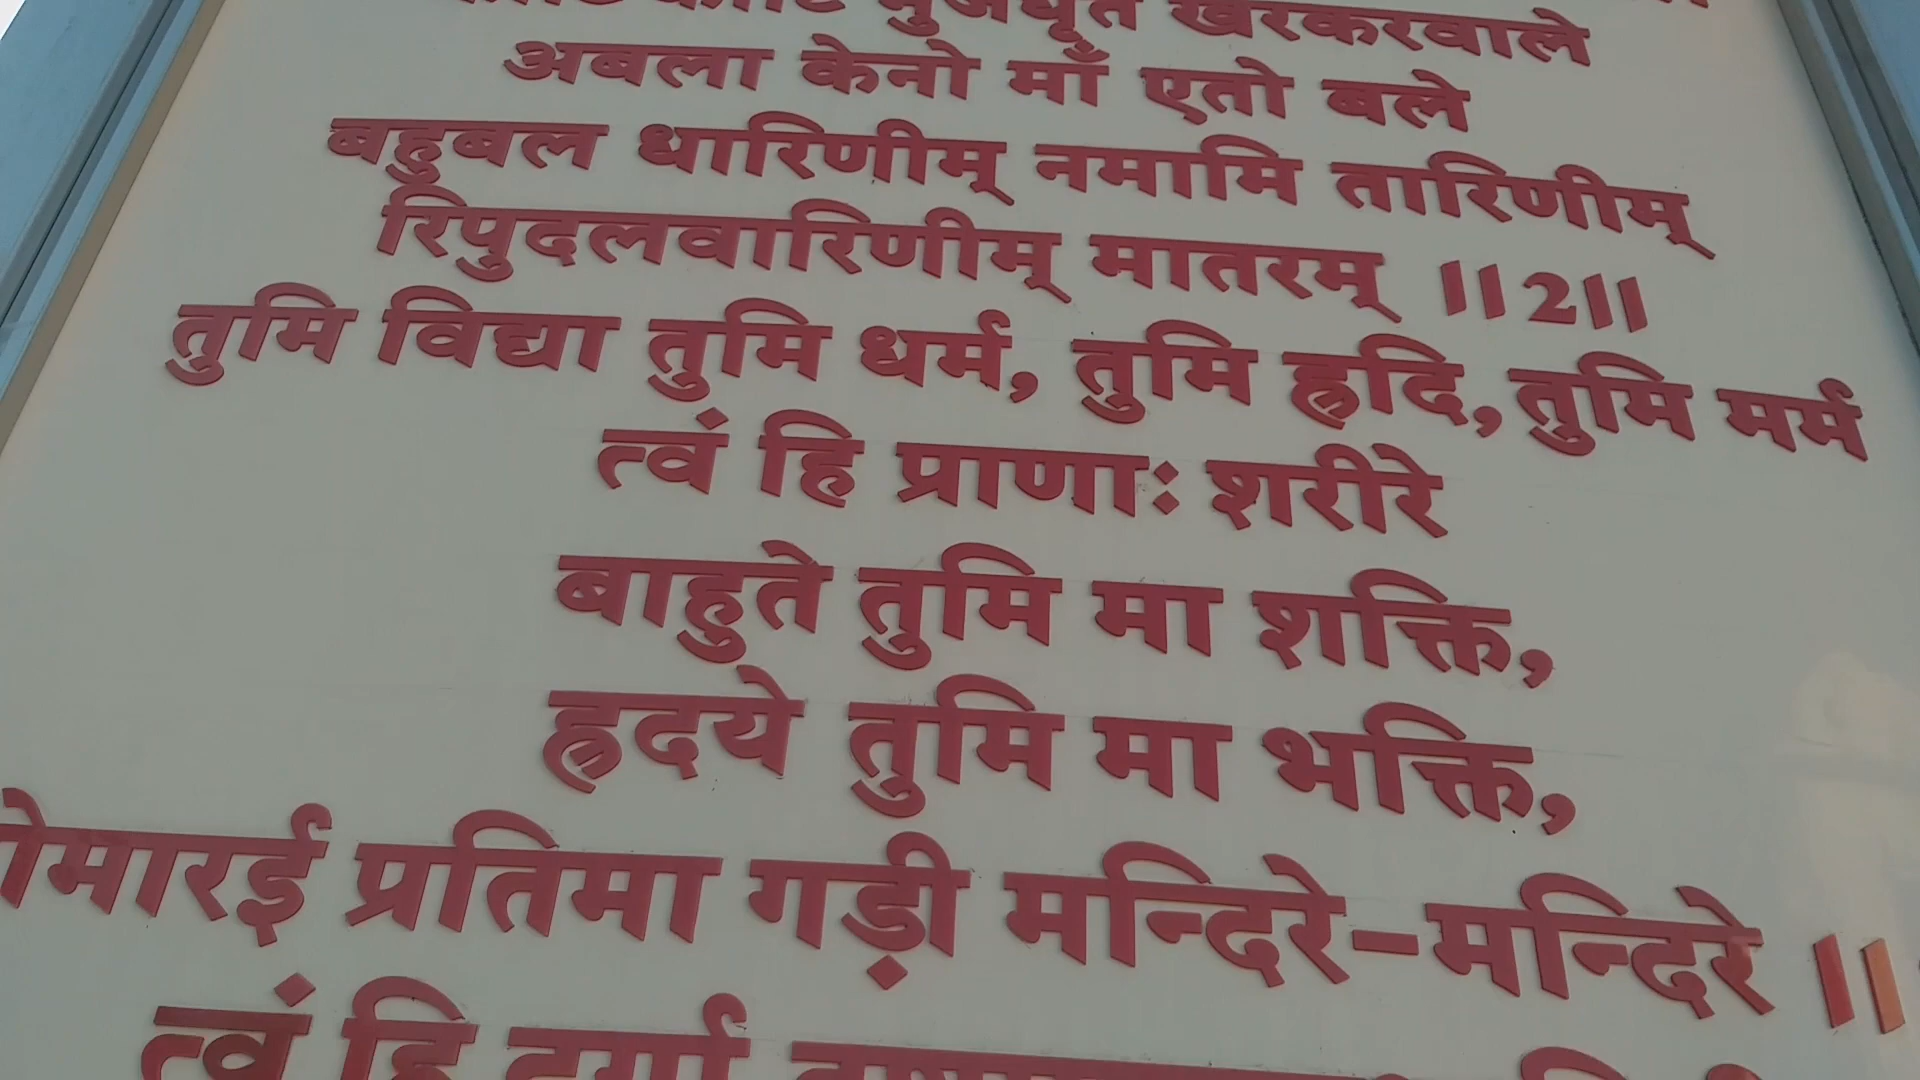 खरकरवाले
अबला केनो माँ एतो बले
बहुबल धारिणीम् नमामि तारिणीम्
रिपुदलवारिणीम् मातरम् ॥2॥
तुमि विद्या तुमि धर्म, तुमि हृदि, तुमि मर्म
त्वं हि प्राणाः शरीरे
बाहुते तुमि मा शक्ति,
हृदये तुमि मा भक्ति,
तोमारई प्रतिमा गड़ी मन्दिरे-मन्दिरे ॥
त्वं हि दुर्गा